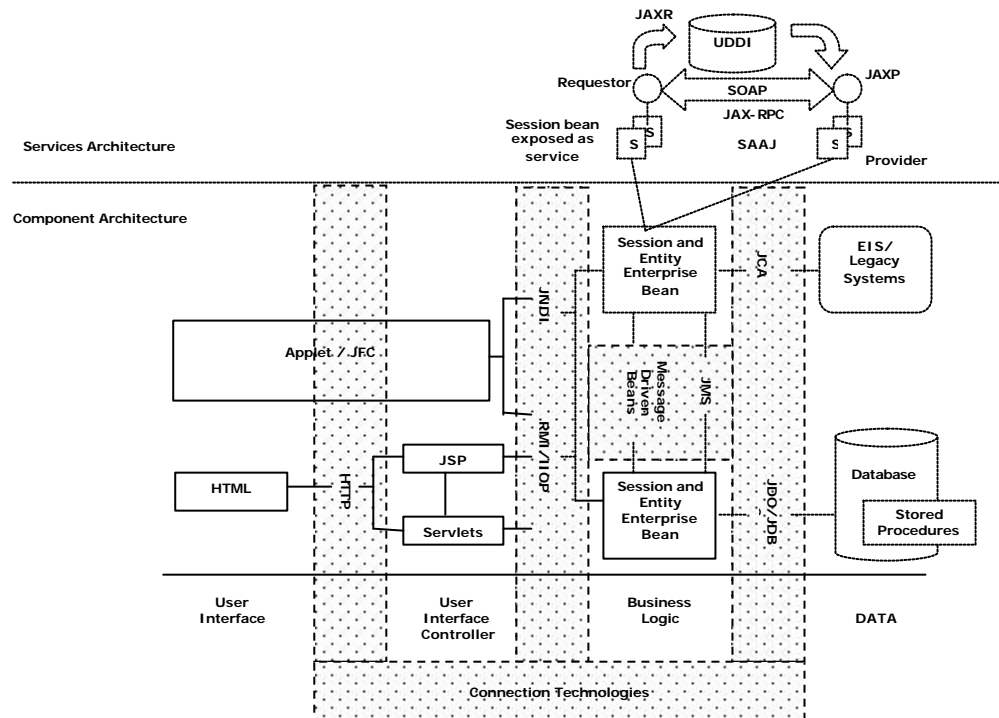 JAXR
UDDI
Requestor
JAXP
SOAP
JAX-RPC
Session bean
exposed as
service
S
S
SAAJ
S
S
Provider
Services Architecture
Component Architecture
Session and
Entity
Enterprise
Bean
JCA
EIS/
Legacy
Systems
JNDI
Applet / JFC
Message
Driven
Beans
JMS
RMI/IIOP
JSP
HTML
HTTP
Servlets
Session and
Entity
Enterprise
Bean
JDO/JDB
Database
Stored
Procedures
User
Interface
User
Interface
Controller
Business
Logic
DATA
Connection Technologies